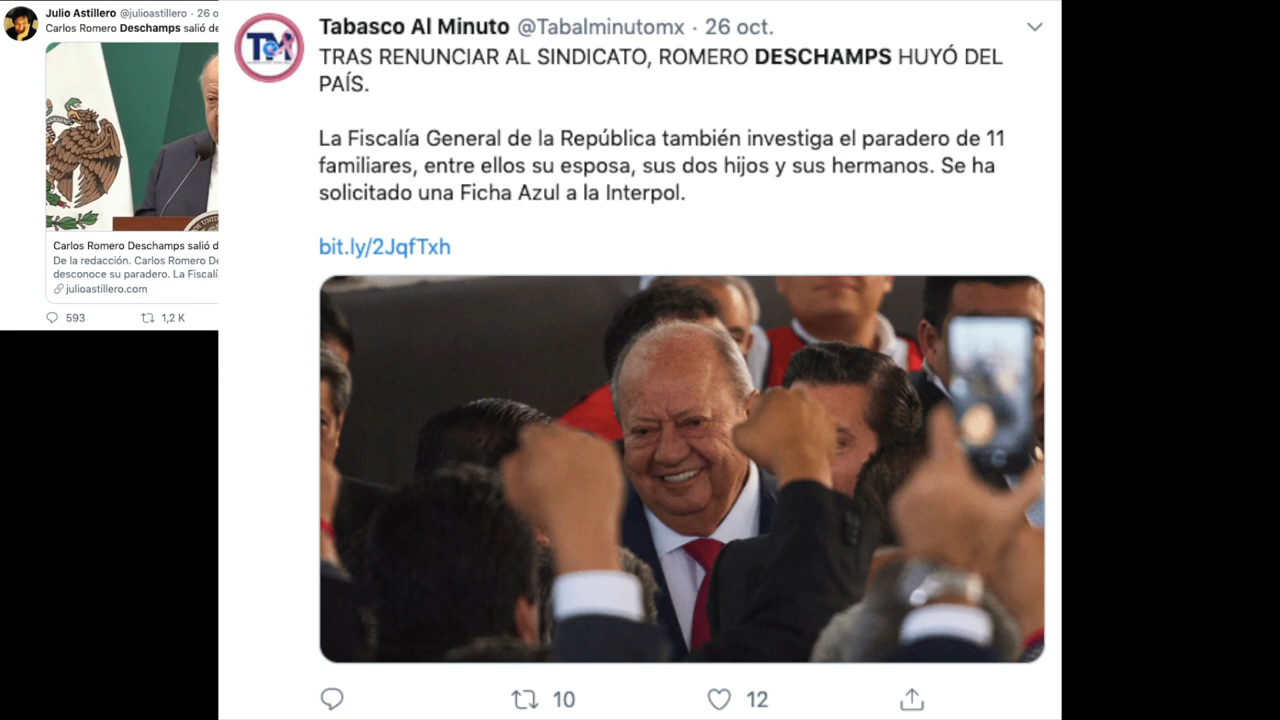 Julio Astillero @julioastillero · 26 o
Carlos Romero Deschamps salió de
Carlos Romero Deschamps salió d
De la redacción. Carlos Romero De
desconoce su paradero. La Fiscalí
julioastillero.com
593 1,2 K
Tabasco Al Minuto @Tabalminutomx · 26 oct.
TRAS RENUNCIAR AL SINDICATO, ROMERO DESCHAMPS HUYÓ DEL
PAÍS.
La Fiscalía General de la República también investiga el paradero de 11
familiares, entre ellos su esposa, sus dos hijos y sus hermanos. Se ha
solicitado una Ficha Azul a la Interpol.
bit.ly/2JqfTxh
10 12